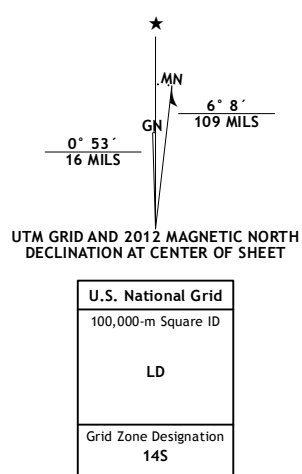 ★
MN
GN
6° 8´
109 MILS
0° 53´
16 MILS
UTM GRID AND 2012 MAGNETIC NORTH
DECLINATION AT CENTER OF SHEET
U.S. National Grid
100,000-m Square ID
LD
Grid Zone Designation
14S